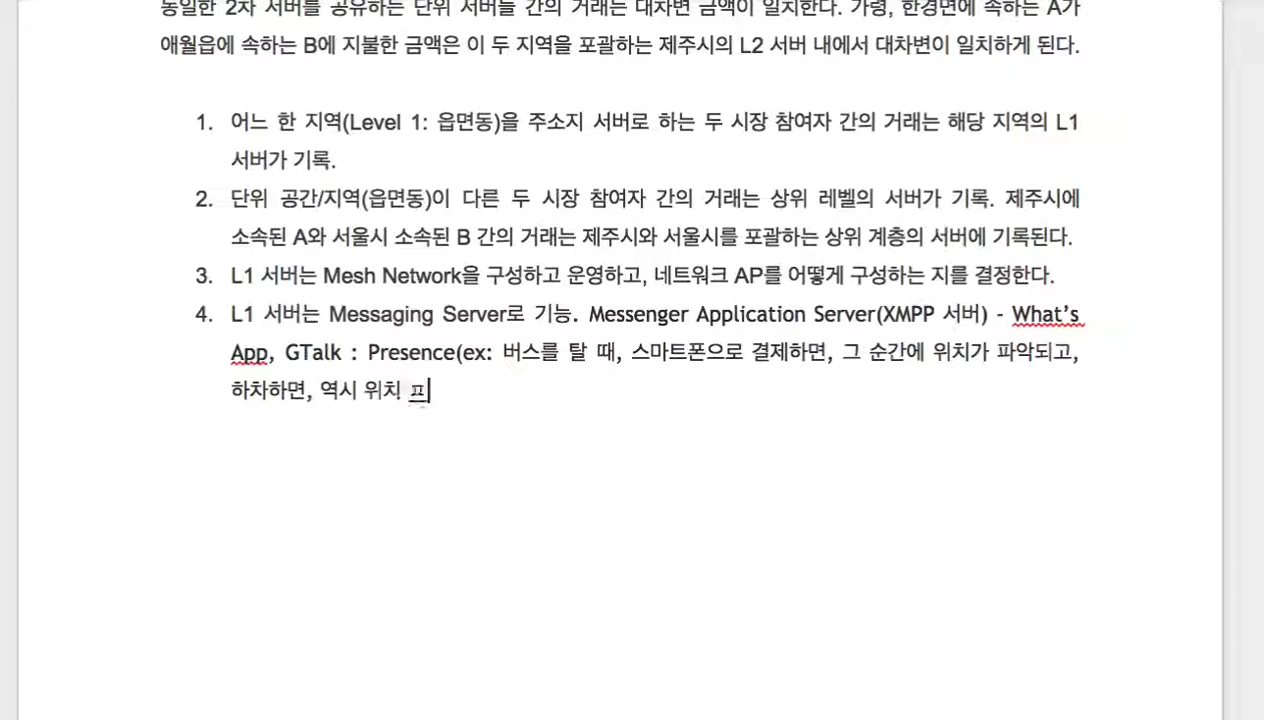 동일한 2차 서버를 공유하는 단위 서버들 간의 거래는 대차변 금액이 일치한다. 가령, 한경면에 속하는 A가
애월읍에 속하는 B에 지불한 금액은 이 두 지역을 포괄하는 제주시의 L2 서버 내에서 대차변이 일치하게 된다.
1. 어느 한 지역(Level 1: 읍면동)을 주소지 서버로 하는 두 시장 참여자 간의 거래는 해당 지역의 L1
서버가 기록.
2. 단위 공간/지역(읍면동)이 다른 두 시장 참여자 간의 거래는 상위 레벨의 서버가 기록. 제주시에
소속된 A와 서울시 소속된 B 간의 거래는 제주시와 서울시를 포괄하는 상위 계층의 서버에 기록된다.
3. L1 서버는 Mesh Network을 구성하고 운영하고, 네트워크 AP를 어떻게 구성하는 지를 결정한다.
4. L1 서버는 Messaging Server로 기능. Messenger Application Server(XMPP 서버) - What's
App, GTalk : Presence(ex: 버스를 탈 때, 스마트폰으로 결제하면, 그 순간에 위치가 파악되고,
하차하면, 역시 위치 ㅍ